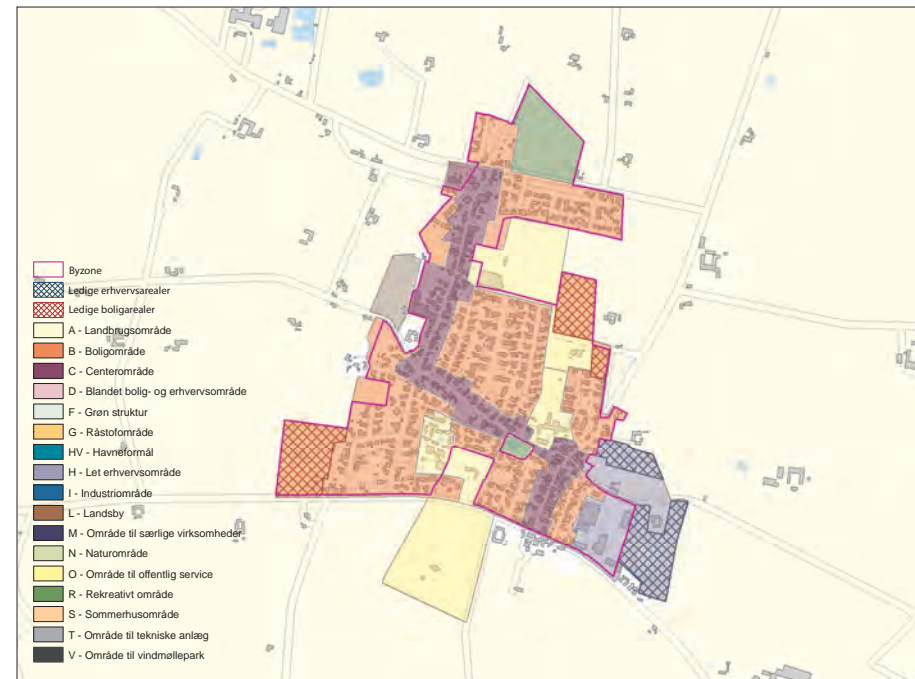 Byzone
Ledige erhvervsarealer
Ledige boligarealer
A - Landbrugsområde
B - Boligområde
C - Centerområde
D - Blandet bolig- og erhvervsområde
F - Grøn struktur
G - Råstofområde
HV - Havneformål
H - Let erhvervsområde
I - Industriområde
L - Landsby
M - Område til særlige virksomheder
N - Naturområde
O - Område til offentlig service
R - Rekreativt område
S - Sommerhusområde
T - Område til tekniske anlæg
V - Område til vindmøllepark